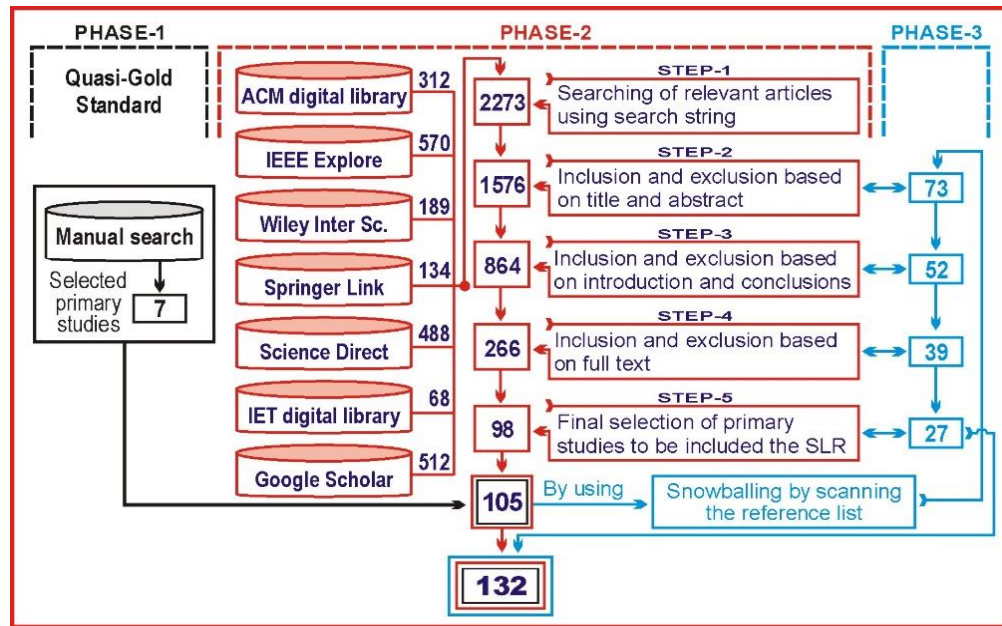 PHASE-1
Quasi-Gold
Standard
Manual search
Selected
primary
studies
7
PHASE-2
ACM digital library
312
IEEE Explore
570
Wiley Inter Sc.
189
Springer Link
134
Science Direct
488
IET digital library
68
Google Scholar
512
2273
STEP-1
Searching of relevant articles
using search string
1576
STEP-2
Inclusion and exclusion based
on title and abstract
864
STEP-3
Inclusion and exclusion based
on introduction and conclusions
266
STEP-4
Inclusion and exclusion based
on full text
98
STEP-5
Final selection of primary
studies to be included the SLR
105
By using
Snowballing by scanning
the reference list
132
PHASE-3
73
52
39
27